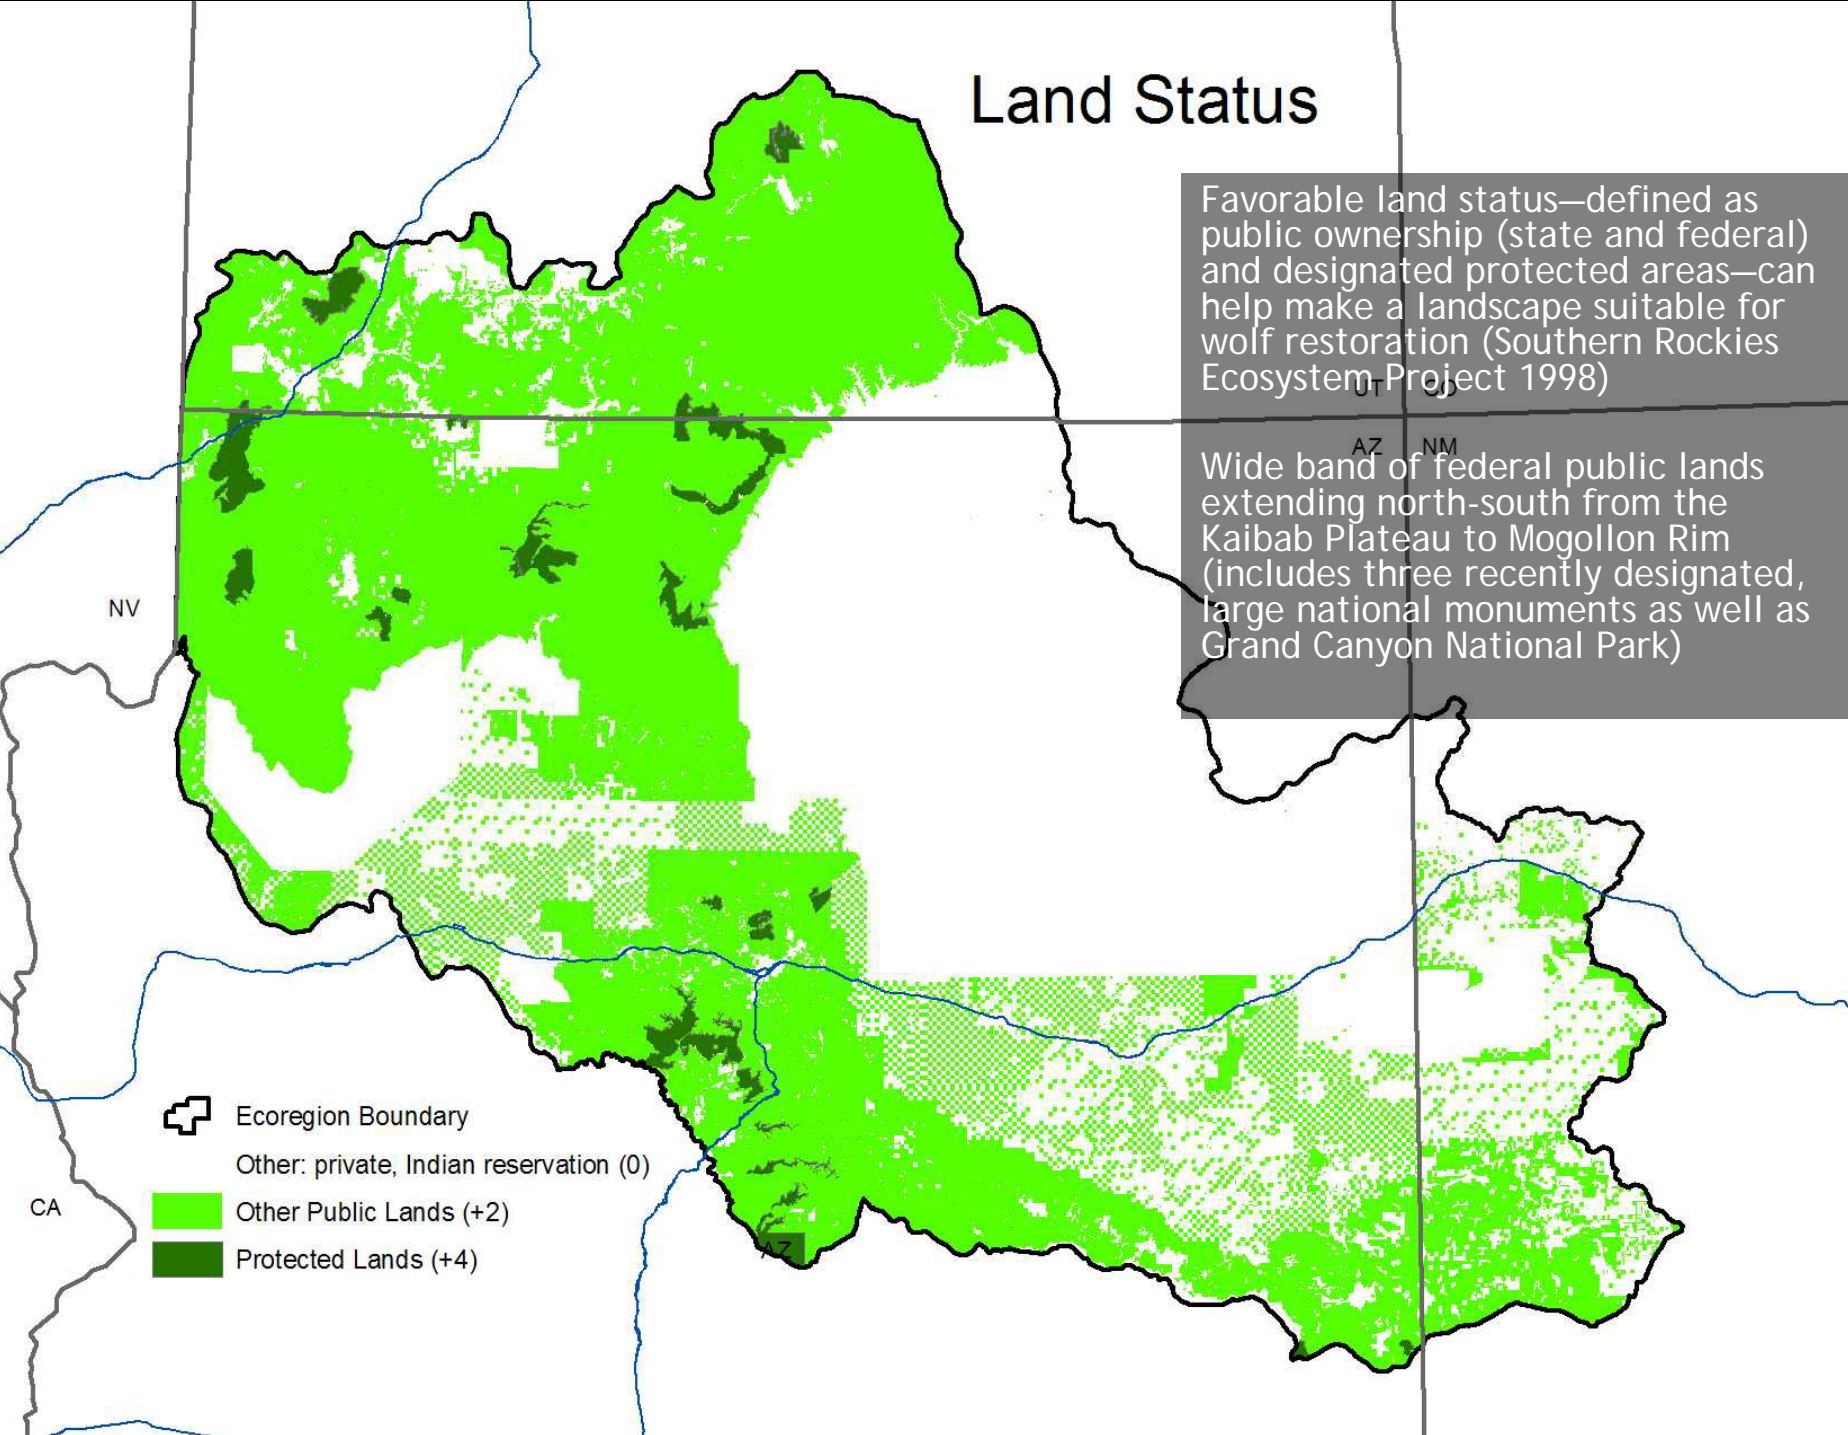 Land Status
Favorable land status—defined as
public ownership (state and federal)
and designated protected areas—can
help make a landscape suitable for
wolf restoration (Southern Rockies
Ecosystem Project 1998)
UT CO
AZ NM
Wide band of federal public lands
extending north-south from the
Kaibab Plateau to Mogollon Rim
(includes three recently designated,
large national monuments as well as
Grand Canyon National Park)
NV
Ecoregion Boundary
Other: private, Indian reservation (0)
CA
Other Public Lands (+2)
AZ
Protected Lands (+4)